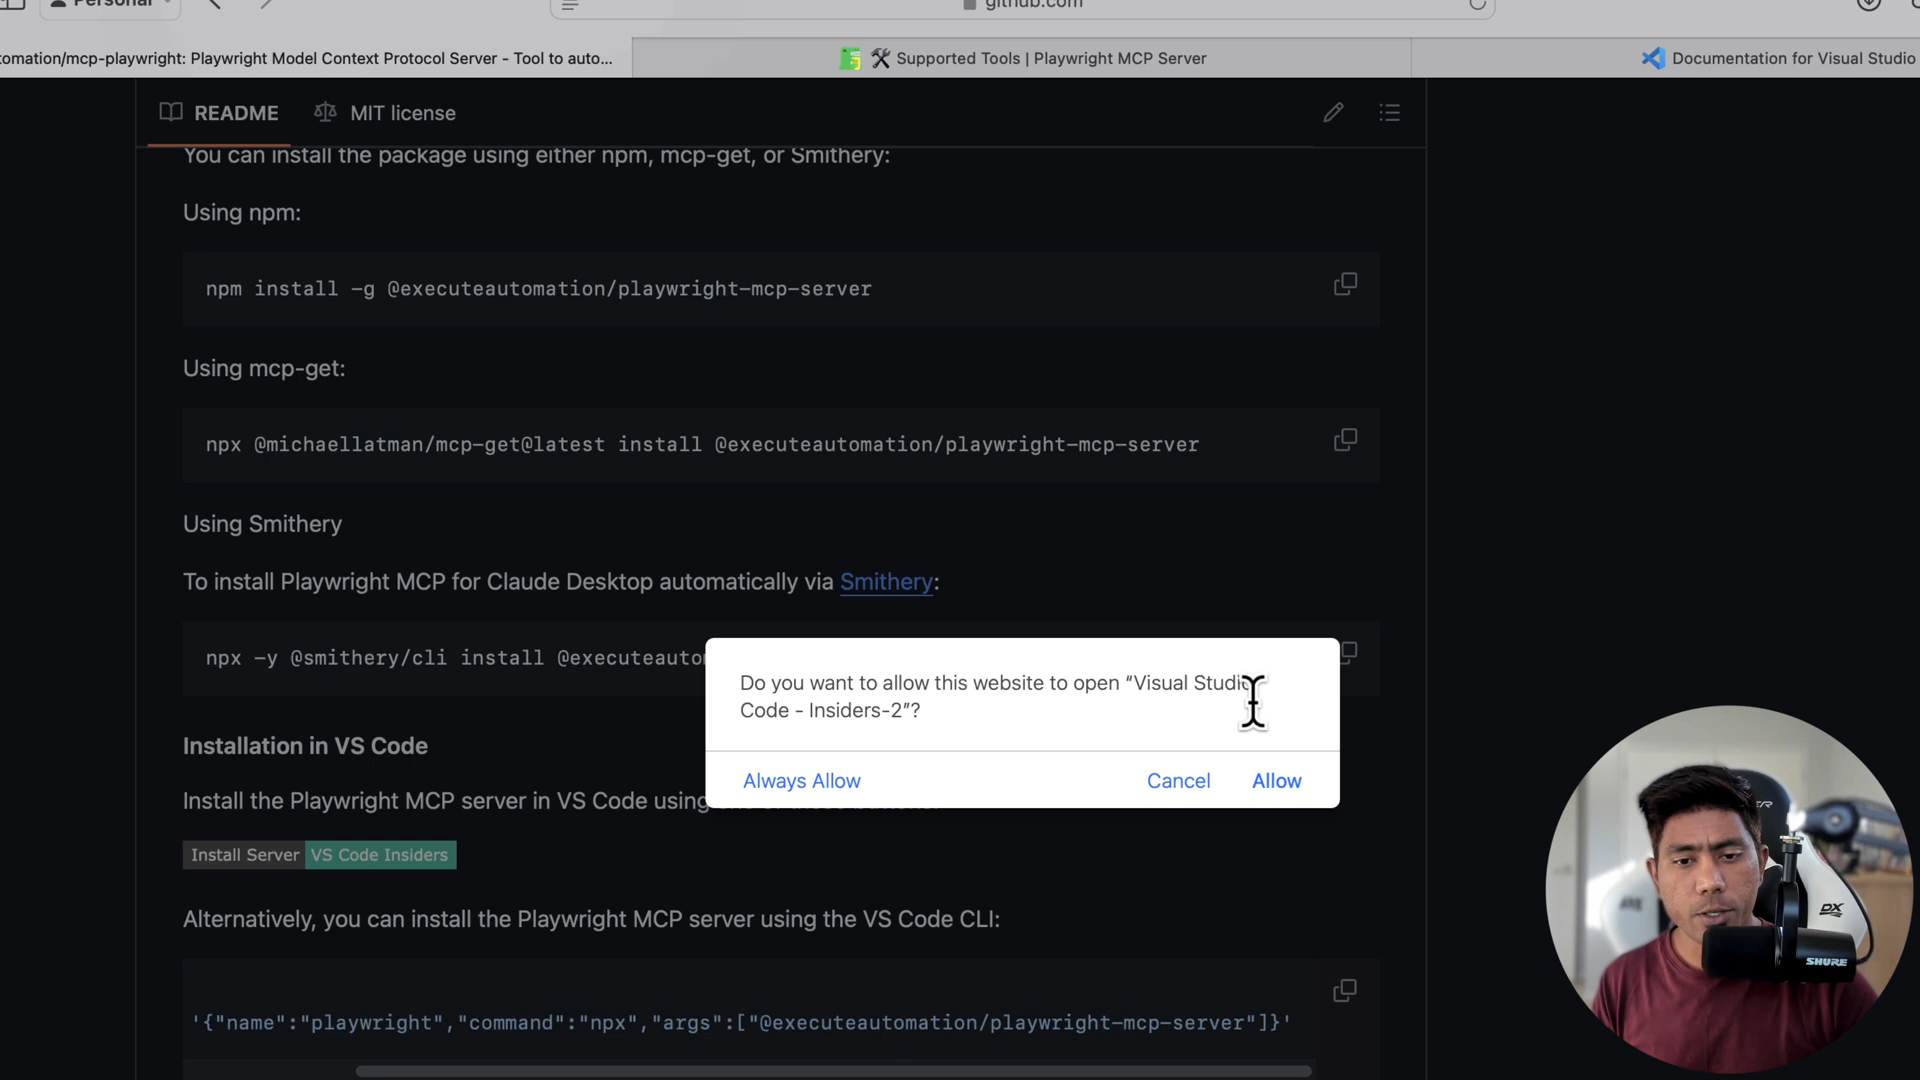 Personal
github.com
omation/mcp-playwright: Playwright Model Context Protocol Server - Tool to auto...
🛠 Supported Tools | Playwright MCP Server
Documentation for Visual Studio
README
MIT license
You can install the package using either npm, mcp-get, or Smithery:
Using npm:
npm install -g @executeautomation/playwright-mcp-server
Using mcp-get:
npx @michaellatman/mcp-get@latest install @executeautomation/playwright-mcp-server
Using Smithery
To install Playwright MCP for Claude Desktop automatically via Smithery:
npx -y @smithery/cli install @executeauto
Do you want to allow this website to open “Visual Studio
Code - Insiders-2”?
Always Allow
Cancel
Allow
Installation in VS Code
Install the Playwright MCP server in VS Code using
Install Server VS Code Insiders
Alternatively, you can install the Playwright MCP server using the VS Code CLI:
'{"name":"playwright","command":"npx","args":["@executeautomation/playwright-mcp-server"]}'
DX
SHURE